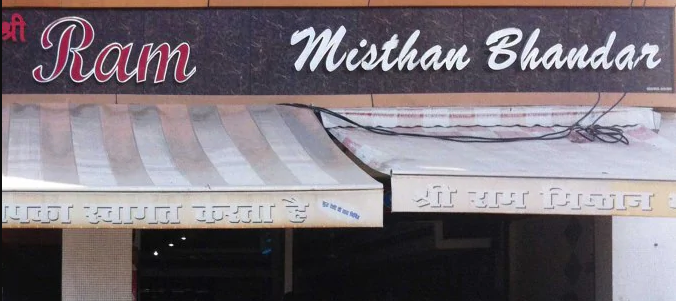 श्री Ram Misthan Bhandar
पका स्वागत करता है
श्री राम मिष्ठान